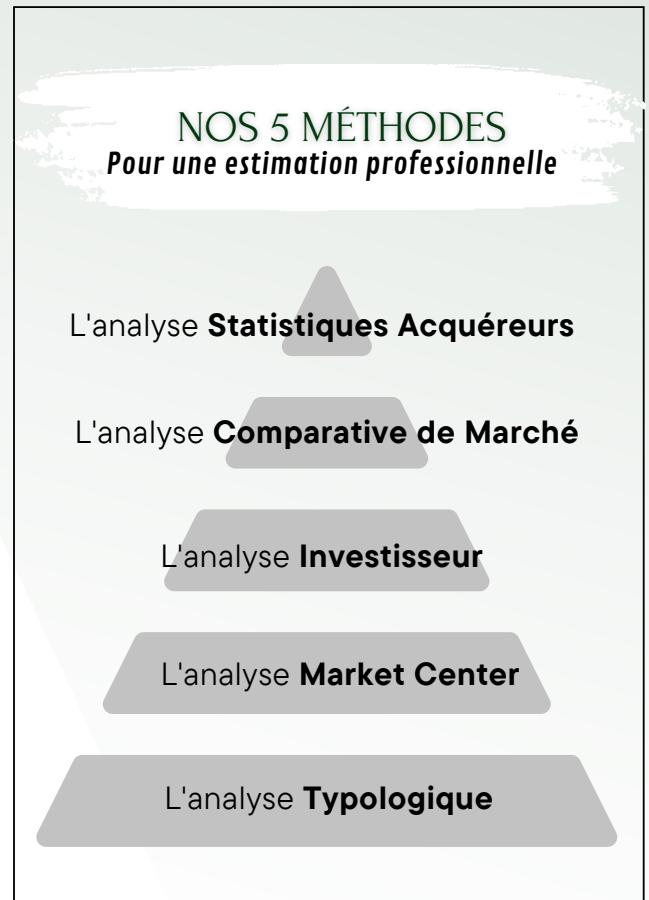 NOS 5 MÉTHODES
Pour une estimation professionnelle
L'analyse Statistiques Acquéreurs
L'analyse Comparative de Marché
L'analyse Investisseur
L'analyse Market Center
L'analyse Typologique